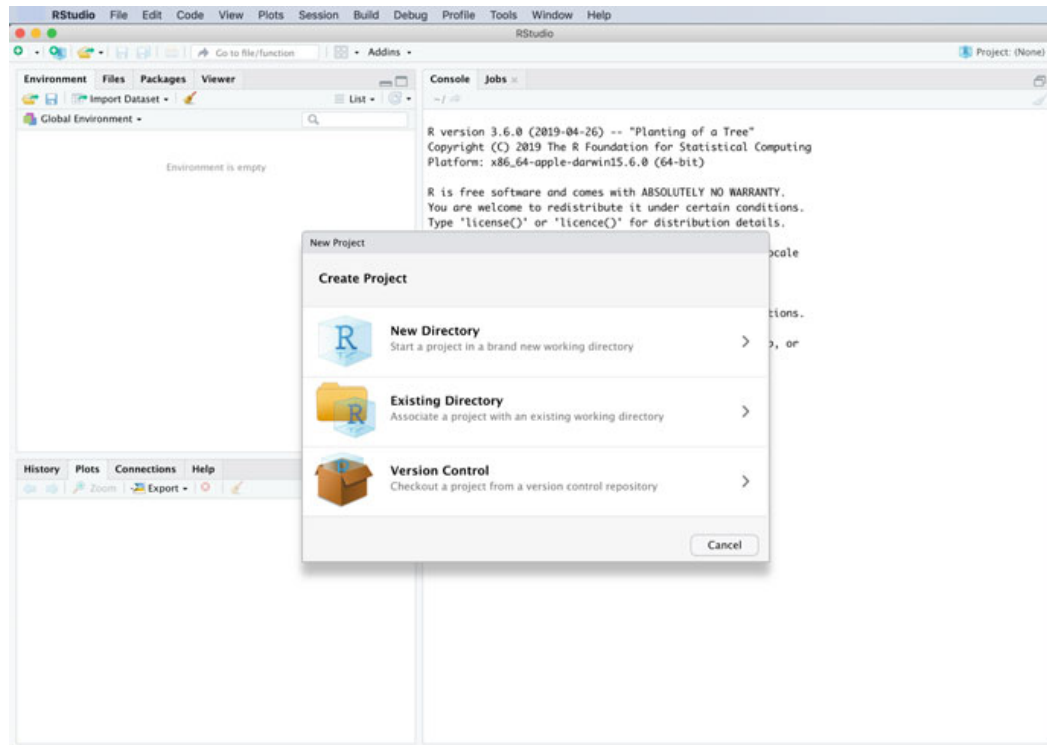 RStudio File Edit Code View Plots Session Build Debug Profile Tools Window Help
RStudio
Go to file/function Addins Project: (None)
Environment Files Packages Viewer
Import Dataset List
Global Environment
Environment is empty
Console Jobs
~/
R version 3.6.0 (2019-04-26) -- "Planting of a Tree"
Copyright (C) 2019 The R Foundation for Statistical Computing
Platform: x86_64-apple-darwin15.6.0 (64-bit)
R is free software and comes with ABSOLUTELY NO WARRANTY.
You are welcome to redistribute it under certain conditions.
Type 'license()' or 'licence()' for distribution details.
ocale
tions.
, or
New Project
Create Project
New Directory
Start a project in a brand new working directory
Existing Directory
Associate a project with an existing working directory
Version Control
Checkout a project from a version control repository
Cancel
History Plots Connections Help
Zoom Export